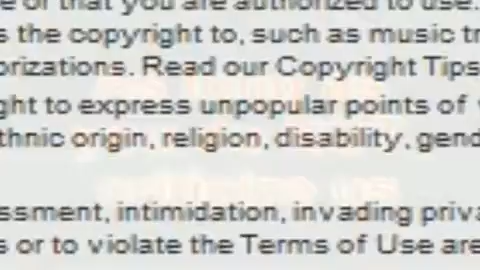 e or that you are authorized to use.
s the copyright to, such as music tr
orizations. Read our Copyright Tips
ght to express unpopular points of v
thnic origin, religion, disability, gend
ssment, intimidation, invading priva
s or to violate the Terms of Use are